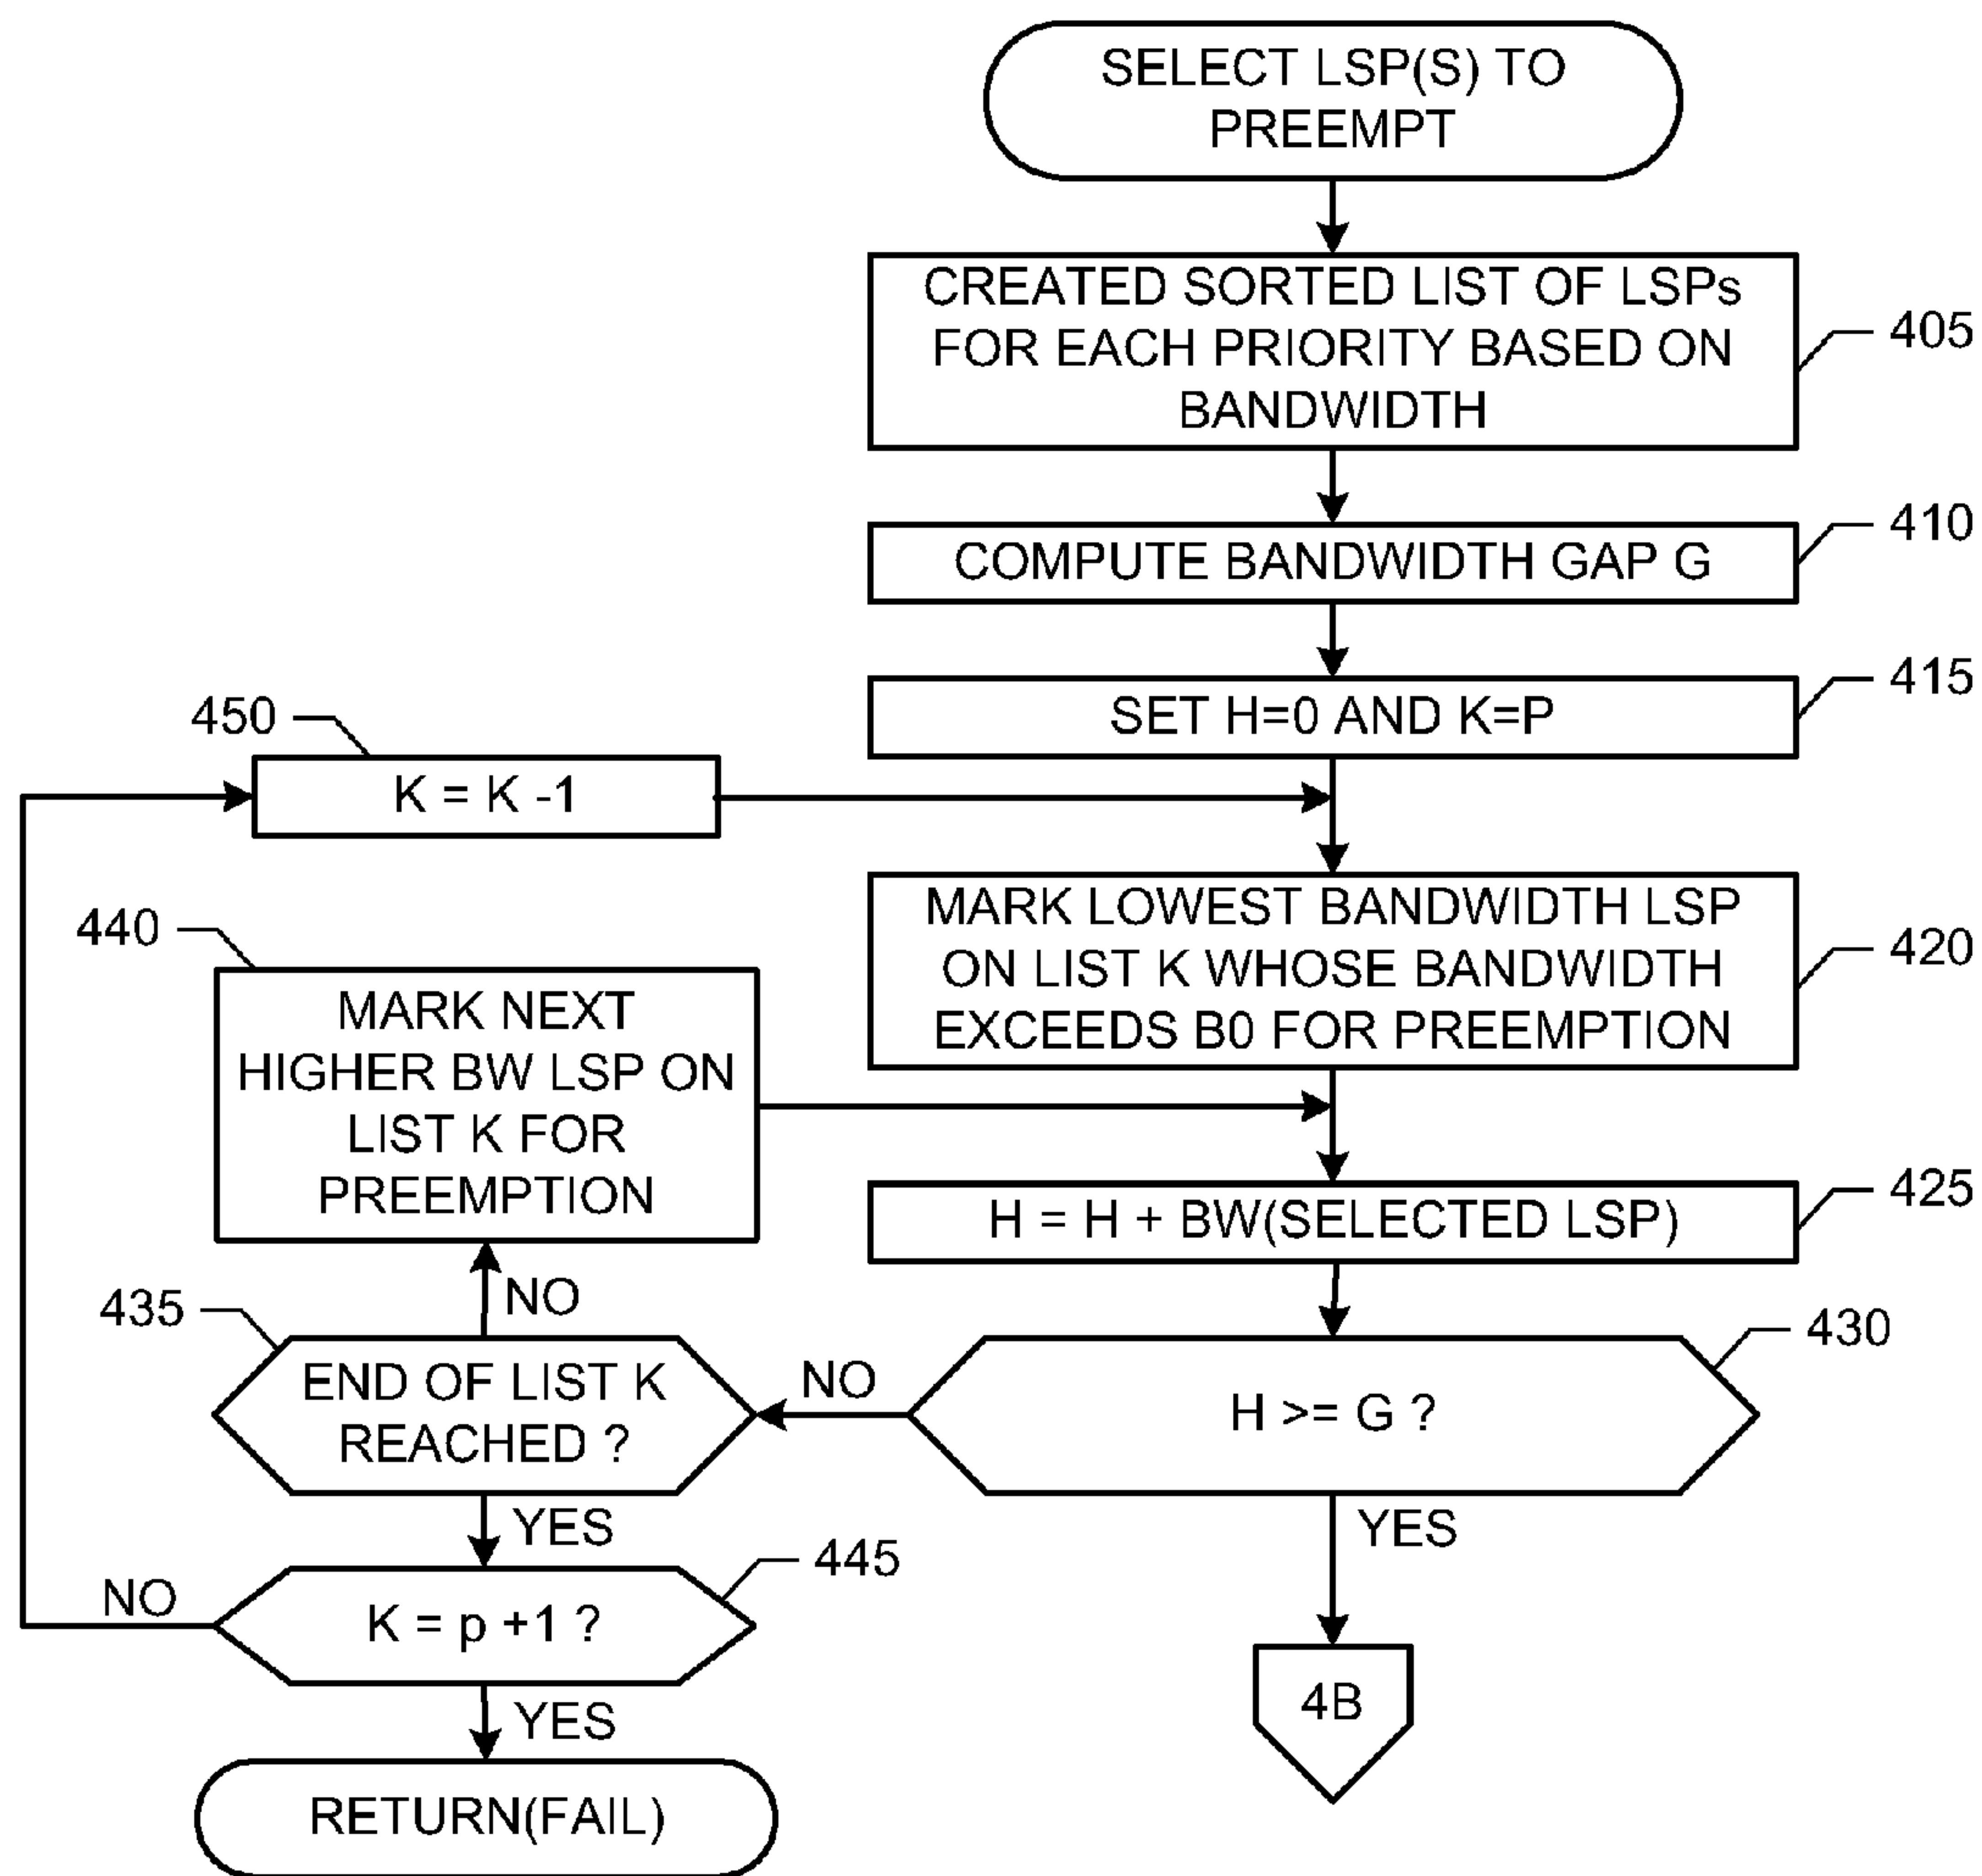 SELECT LSP(S) TO
PREEMPT
CREATED SORTED LIST OF LSPs
FOR EACH PRIORITY BASED ON
BANDWIDTH
405
COMPUTE BANDWIDTH GAP G
410
SET H=0 AND K=P
415
450
K = K -1
MARK LOWEST BANDWIDTH LSP
ON LIST K WHOSE BANDWIDTH
EXCEEDS B0 FOR PREEMPTION
420
440
MARK NEXT
HIGHER BW LSP ON
LIST K FOR
PREEMPTION
H = H + BW(SELECTED LSP)
425
NO
435
END OF LIST K
REACHED ?
NO
H >= G ?
430
YES
YES
445
NO
K = p +1 ?
YES
4B
RETURN(FAIL)